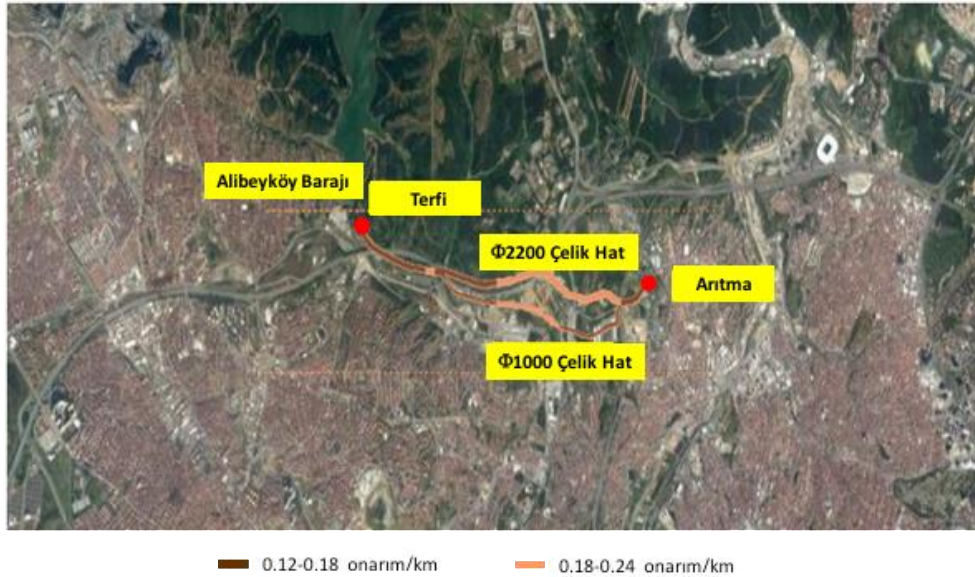 Alibeyköy Barajı
Terfi
Φ2200 Çelik Hat
Arıtma
Φ1000 Çelik Hat
0.12-0.18 onarım/km
0.18-0.24 onarım/km